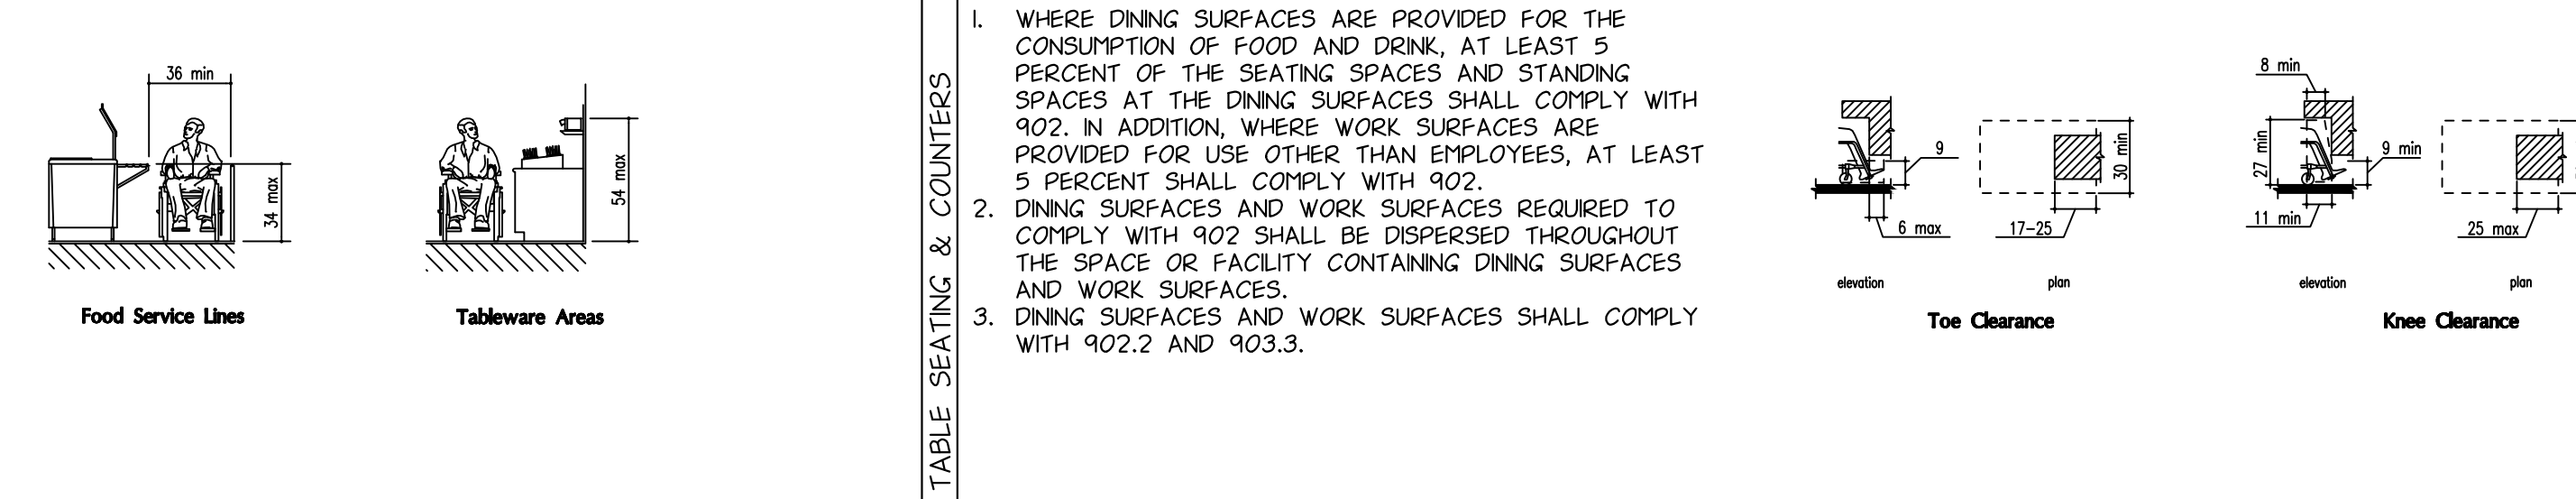 36 min
34 max
Food Service Lines
54 max
Tableware Areas
TABLE SEATING & COUNTERS
1. WHERE DINING SURFACES ARE PROVIDED FOR THE
CONSUMPTION OF FOOD AND DRINK, AT LEAST 5
PERCENT OF THE SEATING SPACES AND STANDING
SPACES AT THE DINING SURFACES SHALL COMPLY WITH
902. IN ADDITION, WHERE WORK SURFACES ARE
PROVIDED FOR USE OTHER THAN EMPLOYEES, AT LEAST
5 PERCENT SHALL COMPLY WITH 902.
2. DINING SURFACES AND WORK SURFACES REQUIRED TO
COMPLY WITH 902 SHALL BE DISPERSED THROUGHOUT
THE SPACE OR FACILITY CONTAINING DINING SURFACES
AND WORK SURFACES.
3. DINING SURFACES AND WORK SURFACES SHALL COMPLY
WITH 902.2 AND 903.3.
9
6 max
elevation
30 min
17-25
plan
Toe Clearance
8 min
27 min
9 min
11 min
elevation
25 max
plan
Knee Clearance